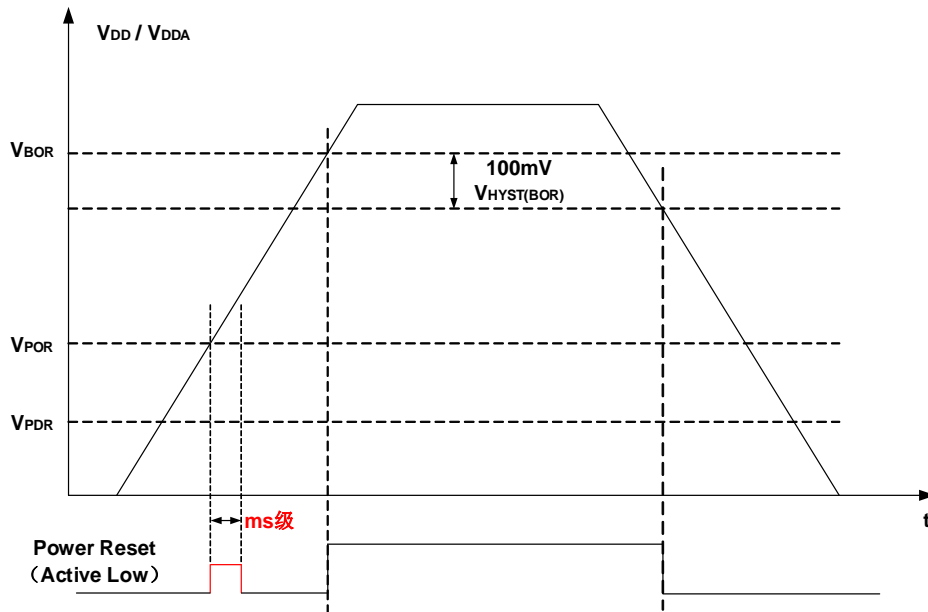 VDD / VDDA
VBOR
100mV
VHYST(BOR)
VPOR
VPDR
ms级
t
Power Reset
（Active Low）